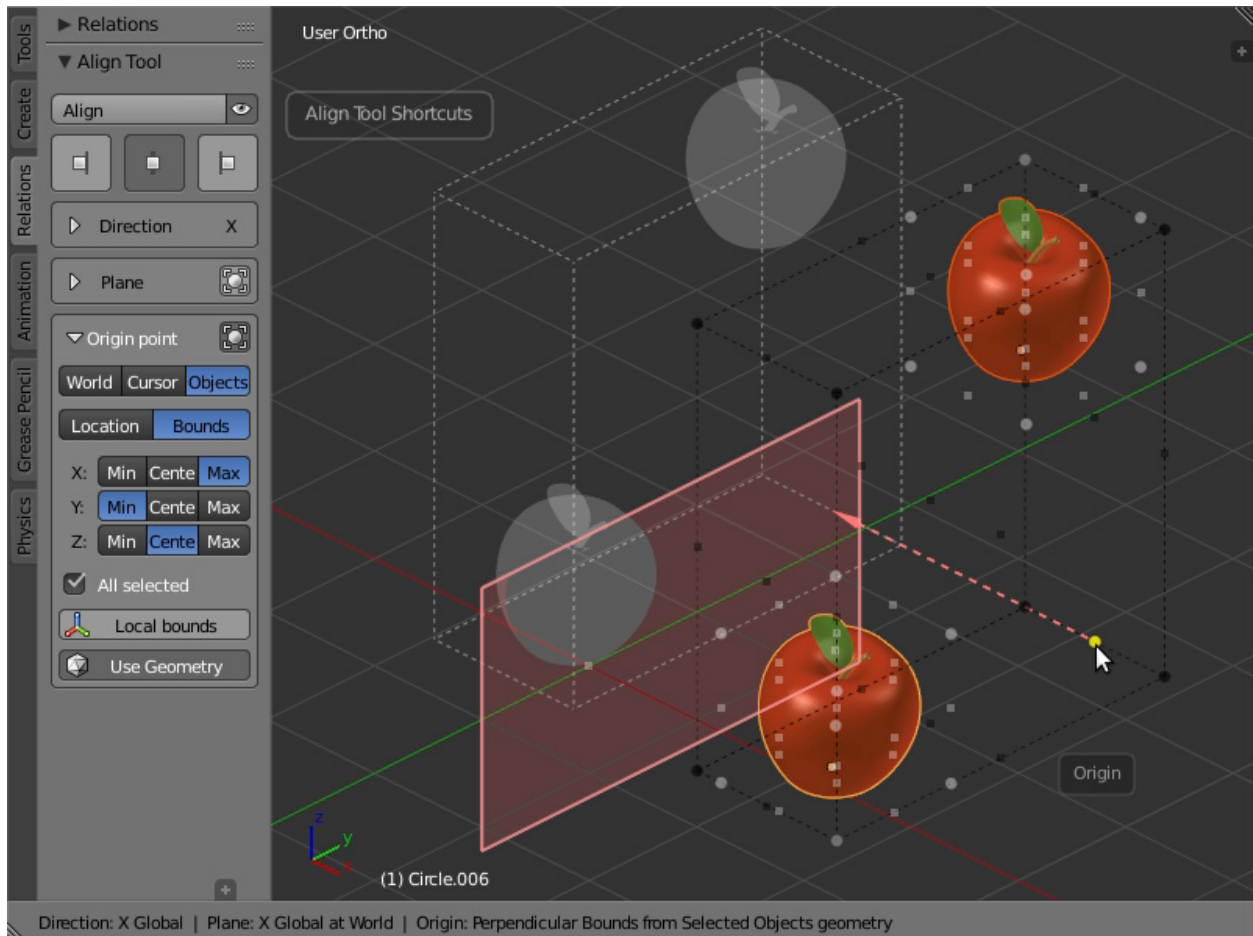 Tools
Create
Relations
Animation
Grease Pencil
Physics
Relations
Align Tool
Align
Direction X
Plane
Origin point
World Cursor Objects
Location Bounds
X: Min Cente Max
Y: Min Cente Max
Z: Min Cente Max
All selected
Local bounds
Use Geometry
User Ortho
Align Tool Shortcuts
Origin
z
y
x
(1) Circle.006
Direction: X Global | Plane: X Global at World | Origin: Perpendicular Bounds from Selected Objects geometry